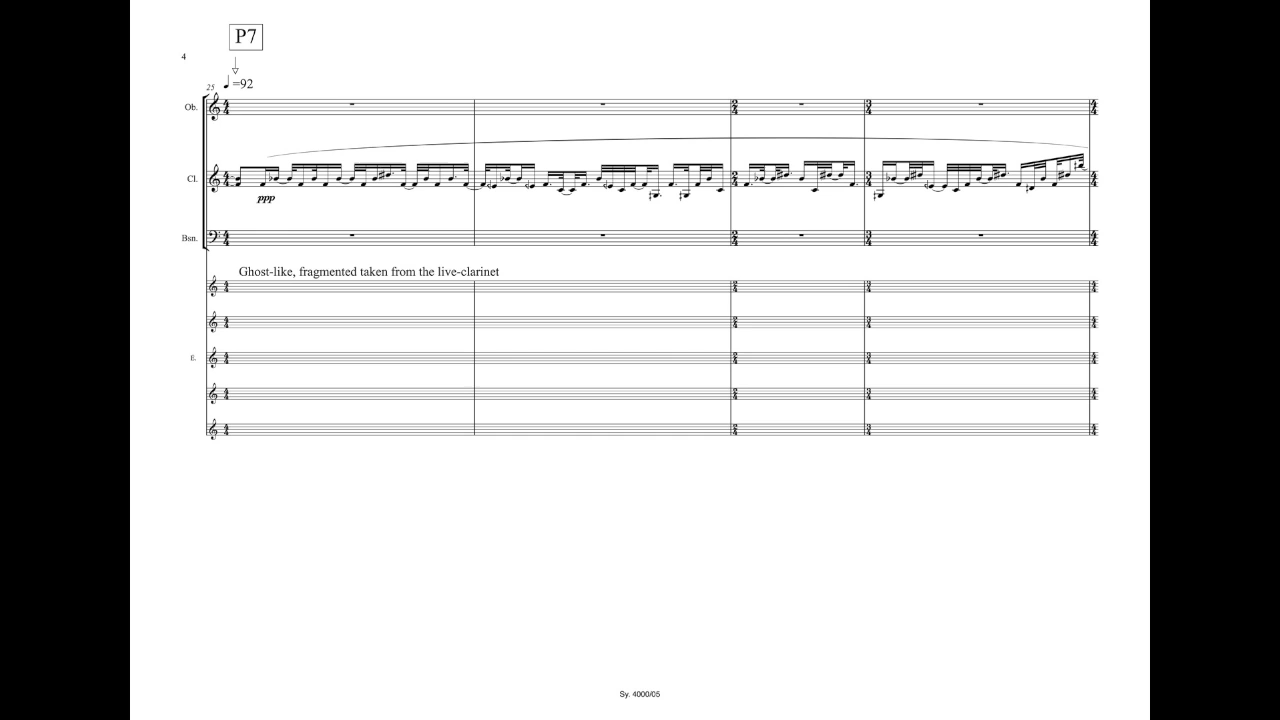 P7
4
25
=92
Ob.
Cl.
ppp
Bsn.
Ghost-like, fragmented taken from the live-clarinet
E.
Sy. 4000/05